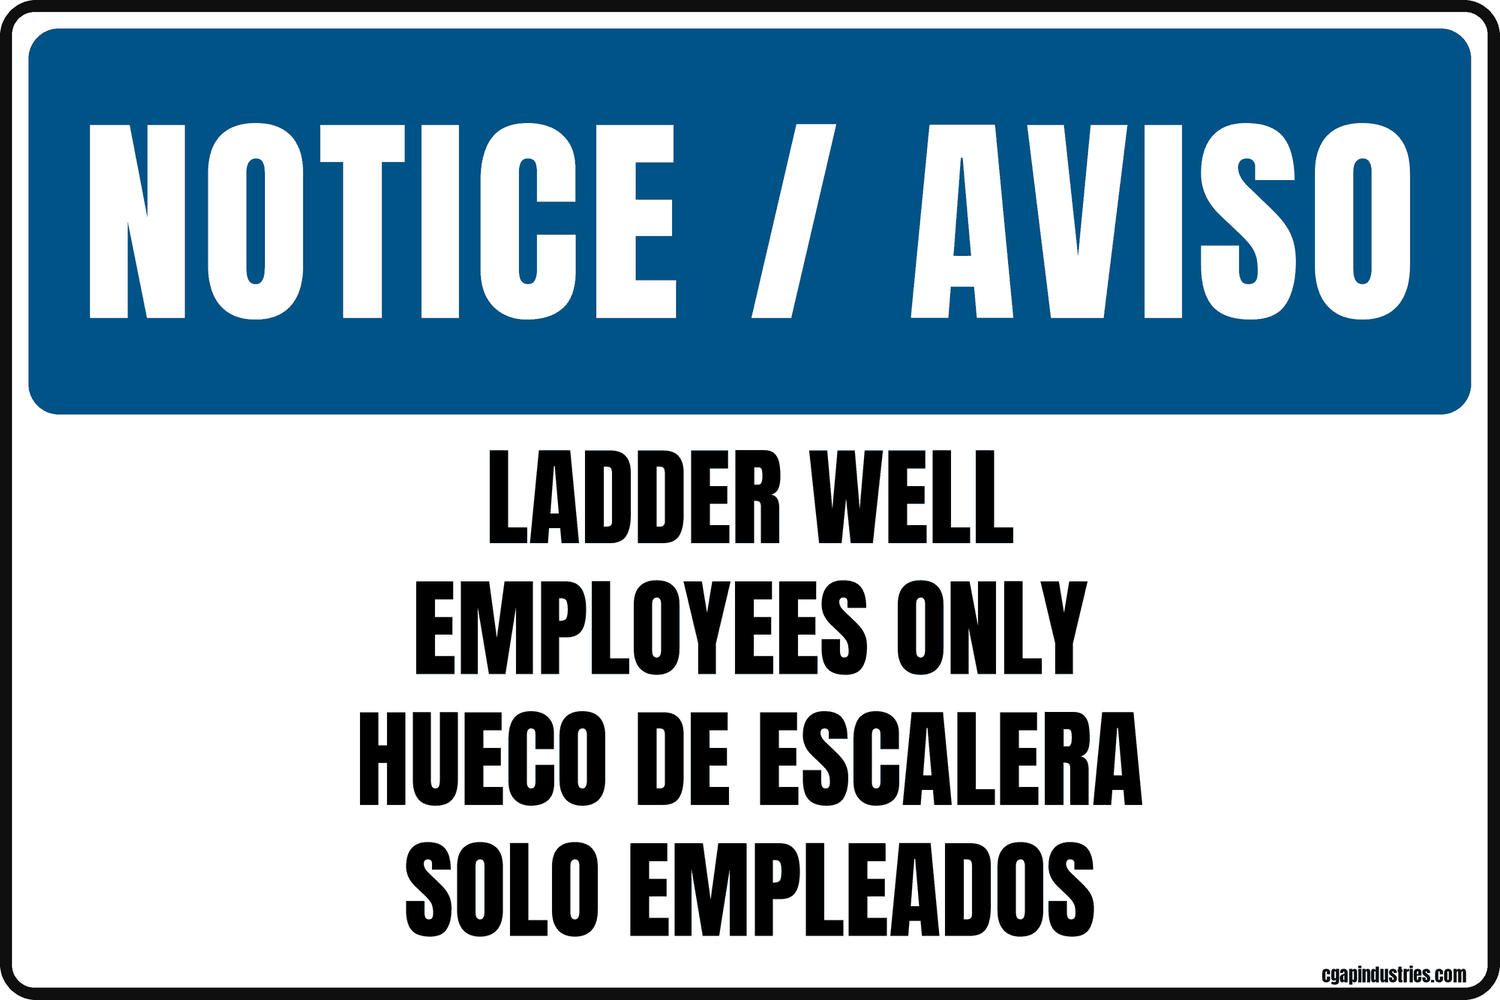 NOTICE / AVISO
LADDER WELL
EMPLOYEES ONLY
HUECO DE ESCALERA
SOLO EMPLEADOS
cgapindustries.com